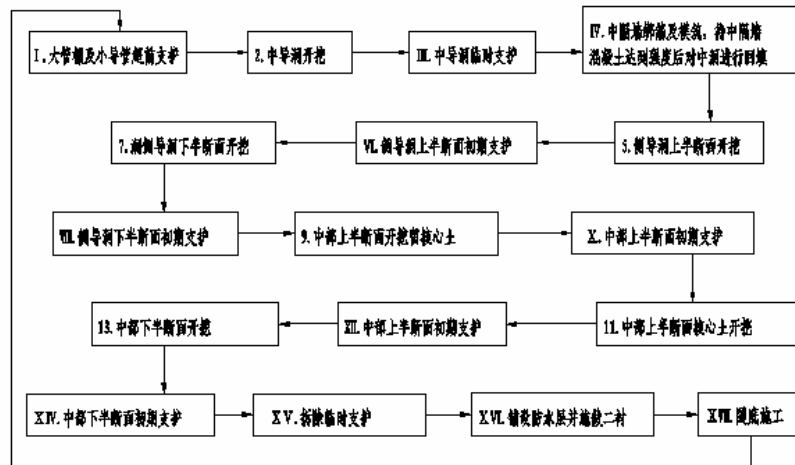 I.大管棚及小导管超前支护
2.中导洞开挖
III.中导洞临时支护
IV.中隔墙绑筋及模筑，待中隔墙
混凝土达到强度后对中洞进行回填
5.侧导洞上半断面开挖
VI.侧导洞上半断面初期支护
7.测侧导洞下半断面开挖
VIII.侧导洞下半断面初期支护
9.中部上半断面开挖留核心土
X.中部上半断面初期支护
11.中部上半断面核心土开挖
XII.中部上半断面初期支护
13.中部下半断面开挖
XIV.中部下半断面初期支护
XV.拆除临时支护
XVI.铺设防水层并施做二衬
XVII.隧底施工